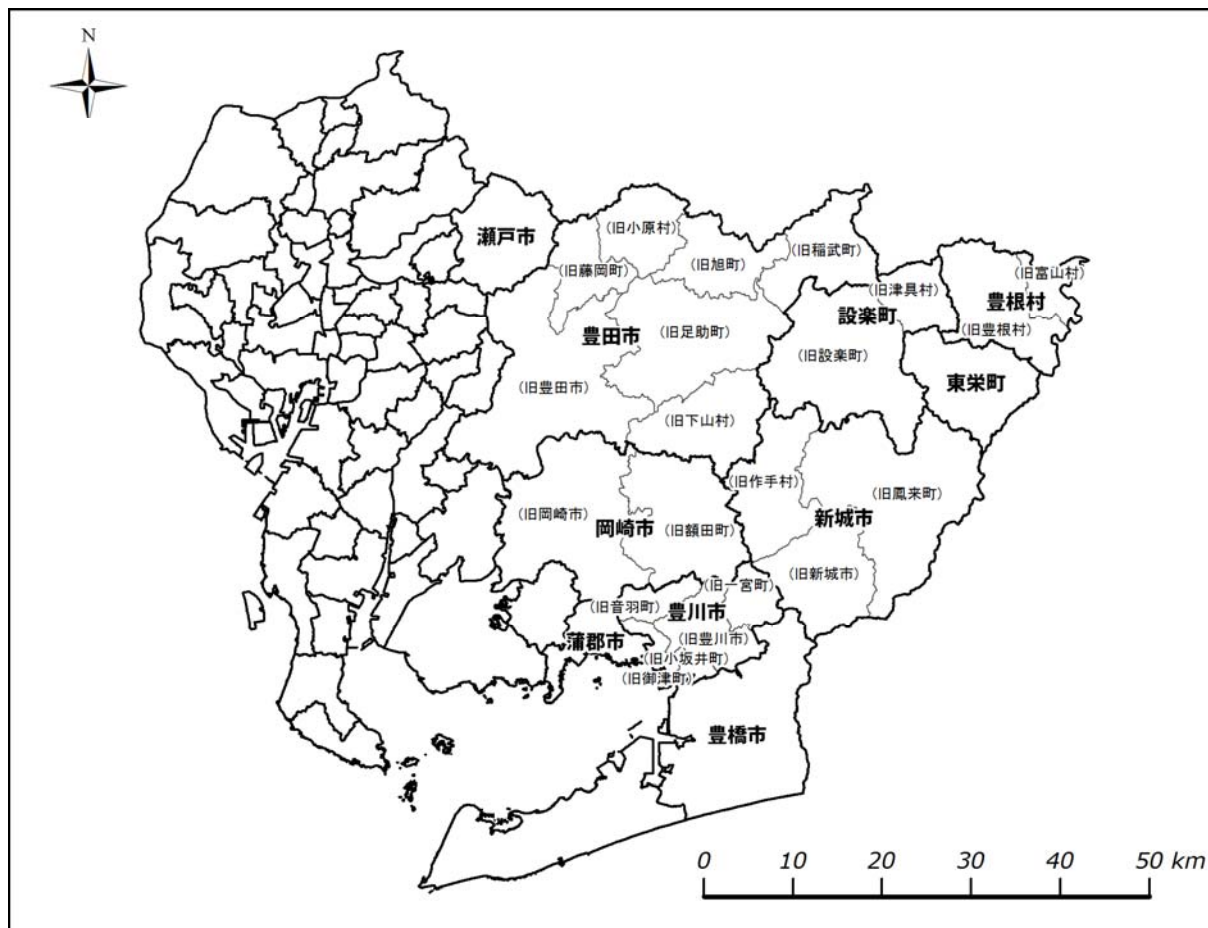 N
瀬戸市
(旧小原村)
(旧藤岡町)
(旧旭町)
(旧稲武町)
(旧富山村)
(旧津具村)
豊根村
設楽町
(旧豊根村)
豊田市
(旧足助町)
(旧設楽町)
東栄町
(旧豊田市)
(旧下山村)
(旧作手村)
(旧鳳来町)
(旧岡崎市)
岡崎市
(旧額田町)
新城市
(旧新城市)
(旧一宮町)
(旧音羽町)
豊川市
蒲郡市
(旧豊川市)
(旧小坂井町)
(旧御津町)
豊橋市
0 10 20 30 40 50 km